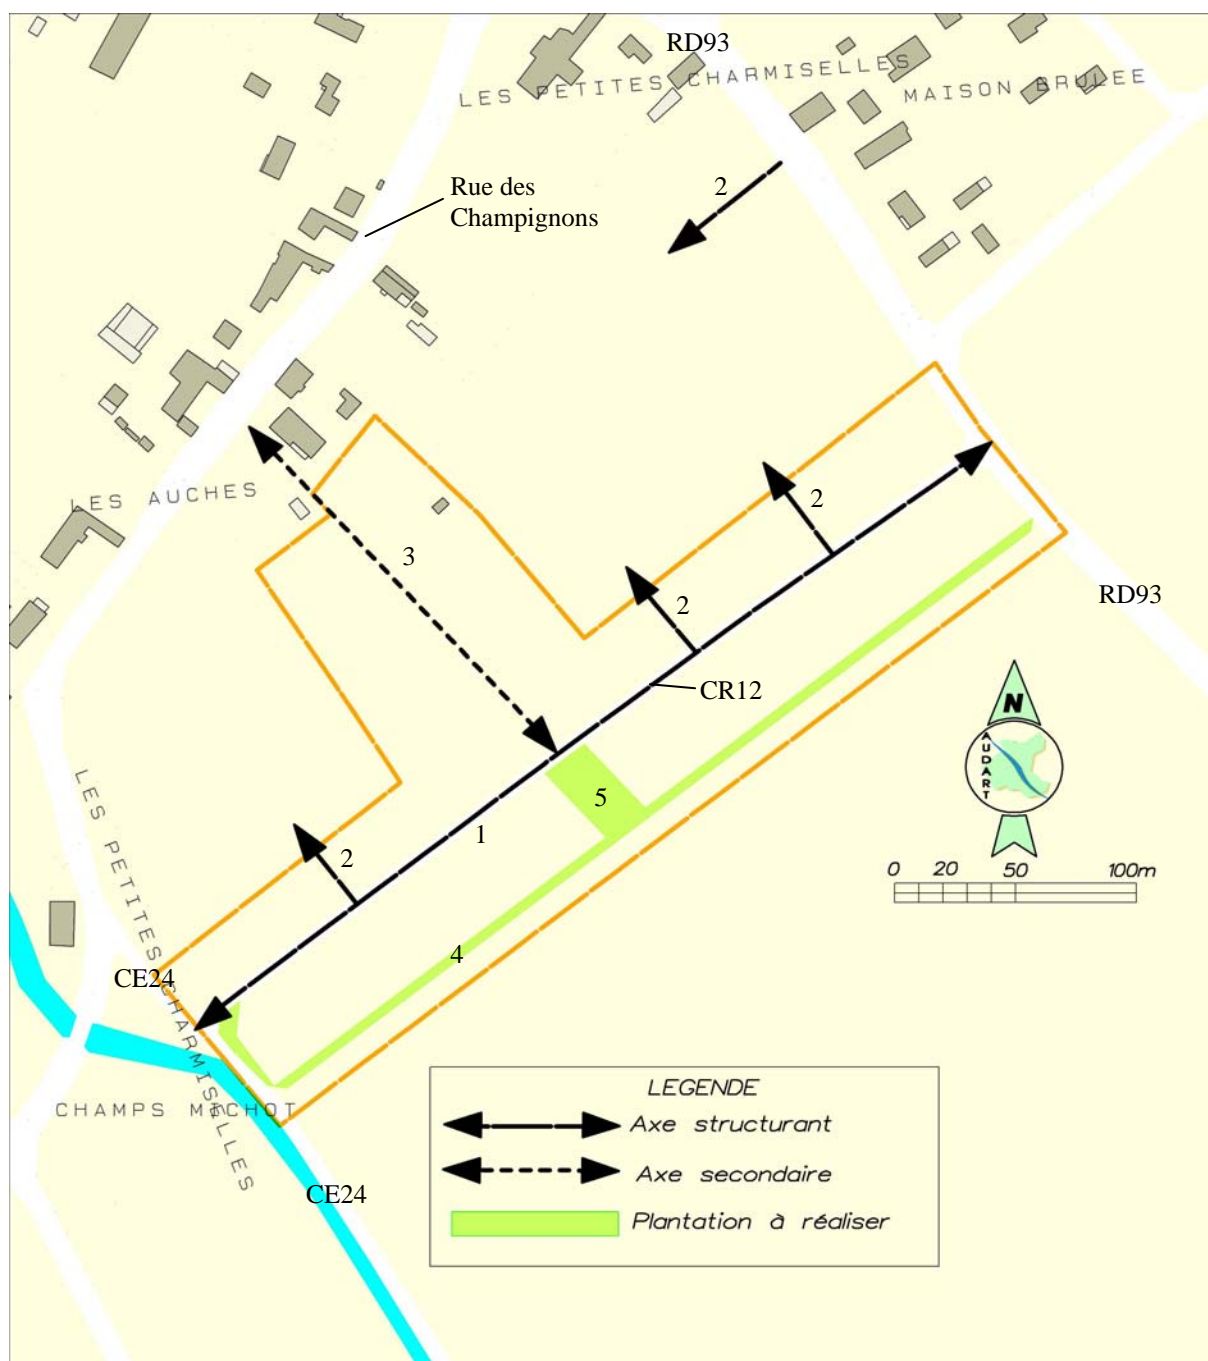 RD93
LES PETITES CHARMISELLES
MAISON BRULEE
2
Rue des
Champignons
LES AUCHES
2
3
2
RD93
CR12
N
AUDART
5
1
0 20 50 100m
2
LES PETITES CHARMISELLES
4
CE24
CHAMPS MICHOT
CE24
LEGENDE
Axe structurant
Axe secondaire
Plantation à réaliser